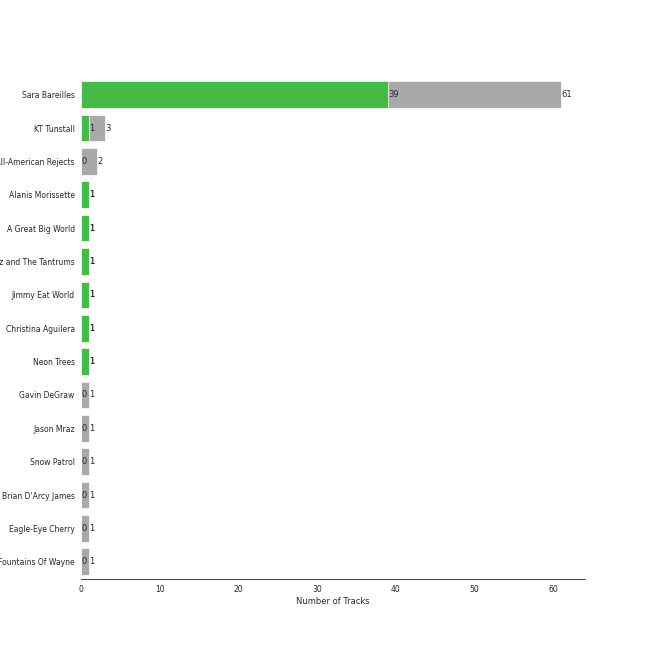 Sara Bareilles 39 61
KT Tunstall 1 3
ll-American Rejects 0 2
Alanis Morissette 1
A Great Big World 1
z and The Tantrums 1
Jimmy Eat World 1
Christina Aguilera 1
Neon Trees 1
Gavin DeGraw 0 1
Jason Mraz 0 1
Snow Patrol 0 1
Brian D'Arcy James 0 1
Eagle-Eye Cherry 0 1
Fountains Of Wayne 0 1
0 10 20 30 40 50 60
Number of Tracks